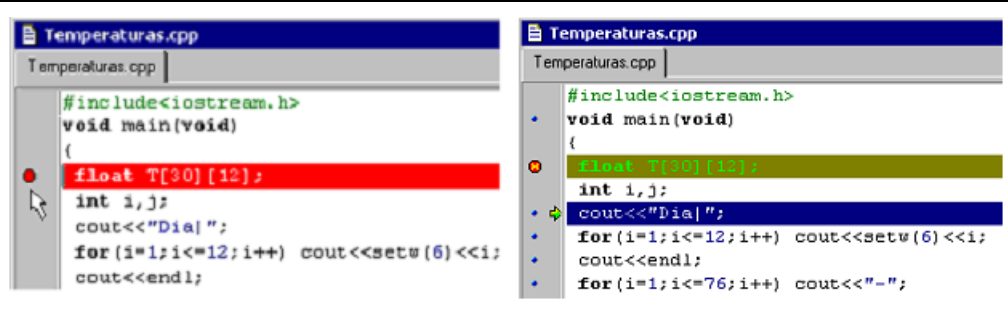 Temperaturas.cpp
Temperaturas.cpp
#include<iostream.h>
void main(void)
{
float T[30][12];
int i,j;
cout<<"Dia|";
for(i=1;i<=12;i++) cout<<setw(6)<<i;
cout<<endl;
Temperaturas.cpp
Temperaturas.cpp
#include<iostream.h>
void main(void)
{
float T[30][12];
int i,j;
cout<<"Dia|";
for(i=1;i<=12;i++) cout<<setw(6)<<i;
cout<<endl;
for(i=1;i<=76;i++) cout<<"-";